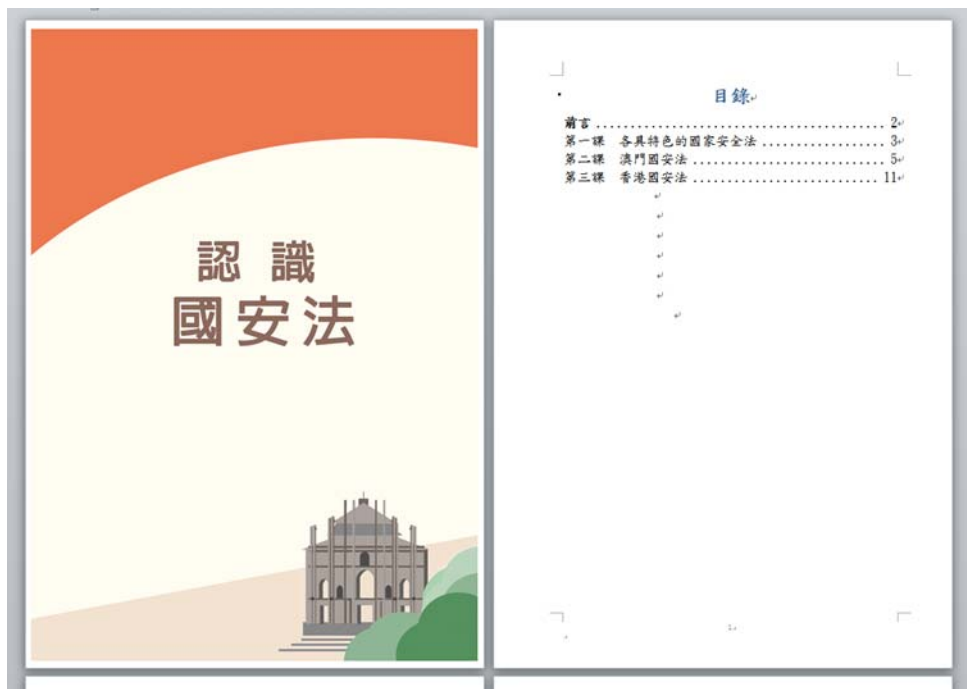 認識
國安法
目錄
前言 ........................................ 2
第一課 各具特色的國家安全法 ................. 3
第二課 澳門國安法 ........................... 5
第三課 香港國安法 ........................... 11